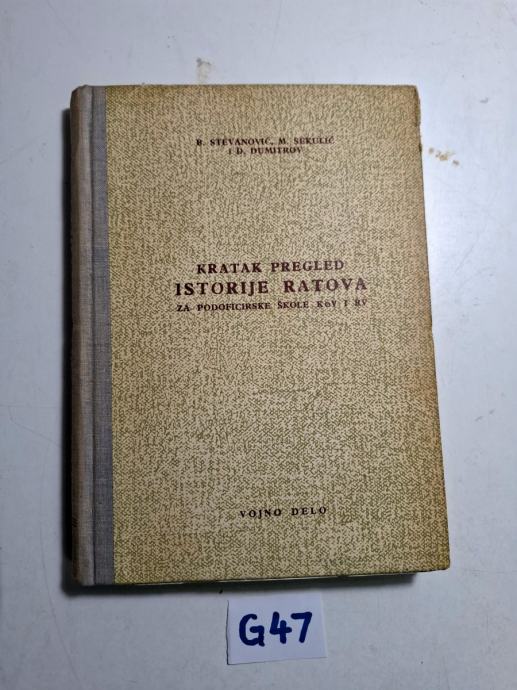 B. STEVANOVIĆ, M. SEKULIĆ
I D. DUMITROV
KRATAK PREGLED
ISTORIJE RATOVA
ZA PODOFICIRSKE ŠKOLE KoV I RV
VOJNO DELO
G47